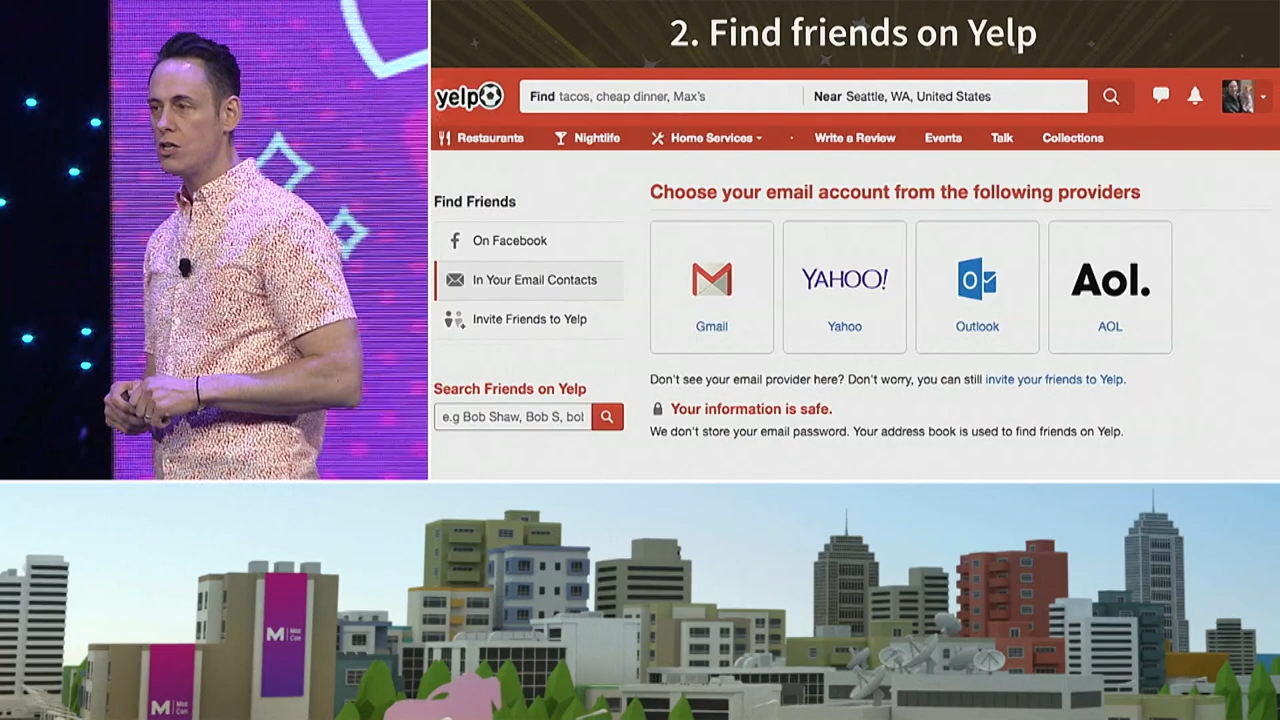 2. Find friends on Yelp
yelp
Find cheap dinner, Max's
Near Seattle, WA, United States
Restaurants
Nightlife
Home Services
Write a Review
Events
Talk
Collections
Find Friends
On Facebook
In Your Email Contacts
Invite Friends to Yelp
Search Friends on Yelp
e.g Bob Shaw, Bob S, bol
Choose your email account from the following providers
YAHOO!
Aol.
Gmail
Yahoo
Outlook
AOL
Don't see your email provider here? Don't worry, you can still invite your friends to Yelp.
Your information is safe.
We don't store your email password. Your address book is used to find friends on Yelp.
M Moz Con
M Moz Con